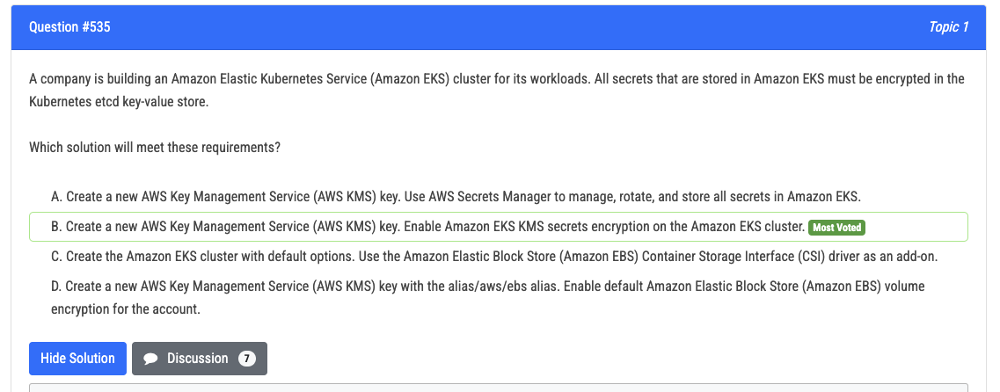 Question #535
Topic 1
A company is building an Amazon Elastic Kubernetes Service (Amazon EKS) cluster for its workloads. All secrets that are stored in Amazon EKS must be encrypted in the
Kubernetes etcd key-value store.
Which solution will meet these requirements?
A. Create a new AWS Key Management Service (AWS KMS) key. Use AWS Secrets Manager to manage, rotate, and store all secrets in Amazon EKS.
B. Create a new AWS Key Management Service (AWS KMS) key. Enable Amazon EKS KMS secrets encryption on the Amazon EKS cluster. Most Voted
C. Create the Amazon EKS cluster with default options. Use the Amazon Elastic Block Store (Amazon EBS) Container Storage Interface (CSI) driver as an add-on.
D. Create a new AWS Key Management Service (AWS KMS) key with the alias/aws/ebs alias. Enable default Amazon Elastic Block Store (Amazon EBS) volume
encryption for the account.
Hide Solution
Discussion 7